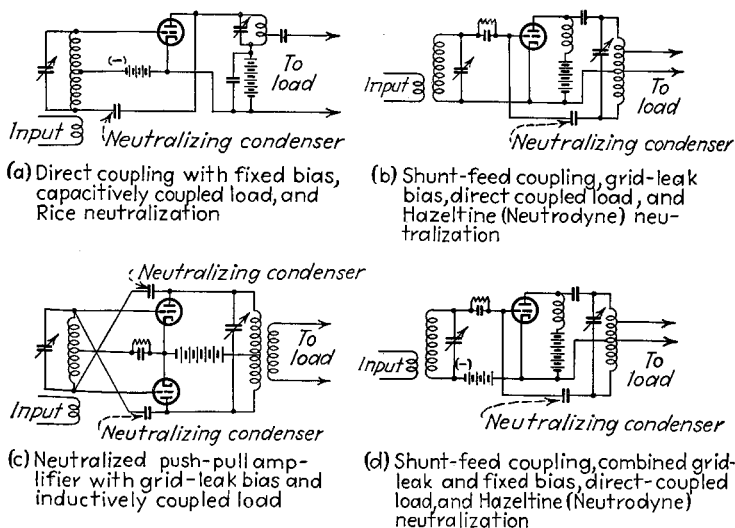 (-)
To
load
Input
Neutralizing condenser
(a) Direct coupling with fixed bias,
capacitively coupled load, and
Rice neutralization
To
load
Input
Neutralizing condenser
(b) Shunt-feed coupling, grid-leak
bias, direct coupled load, and
Hazeltine (Neutrodyne) neu-
tralization
Neutralizing condenser
To
load
Input
Neutralizing condenser
(c) Neutralized push-pull amp-
lifier with grid-leak bias and
inductively coupled load
Input
(-)
To
load
Neutralizing condenser
(d) Shunt-feed coupling, combined grid-
leak and fixed bias, direct-coupled
load, and Hazeltine (Neutrodyne)
neutralization